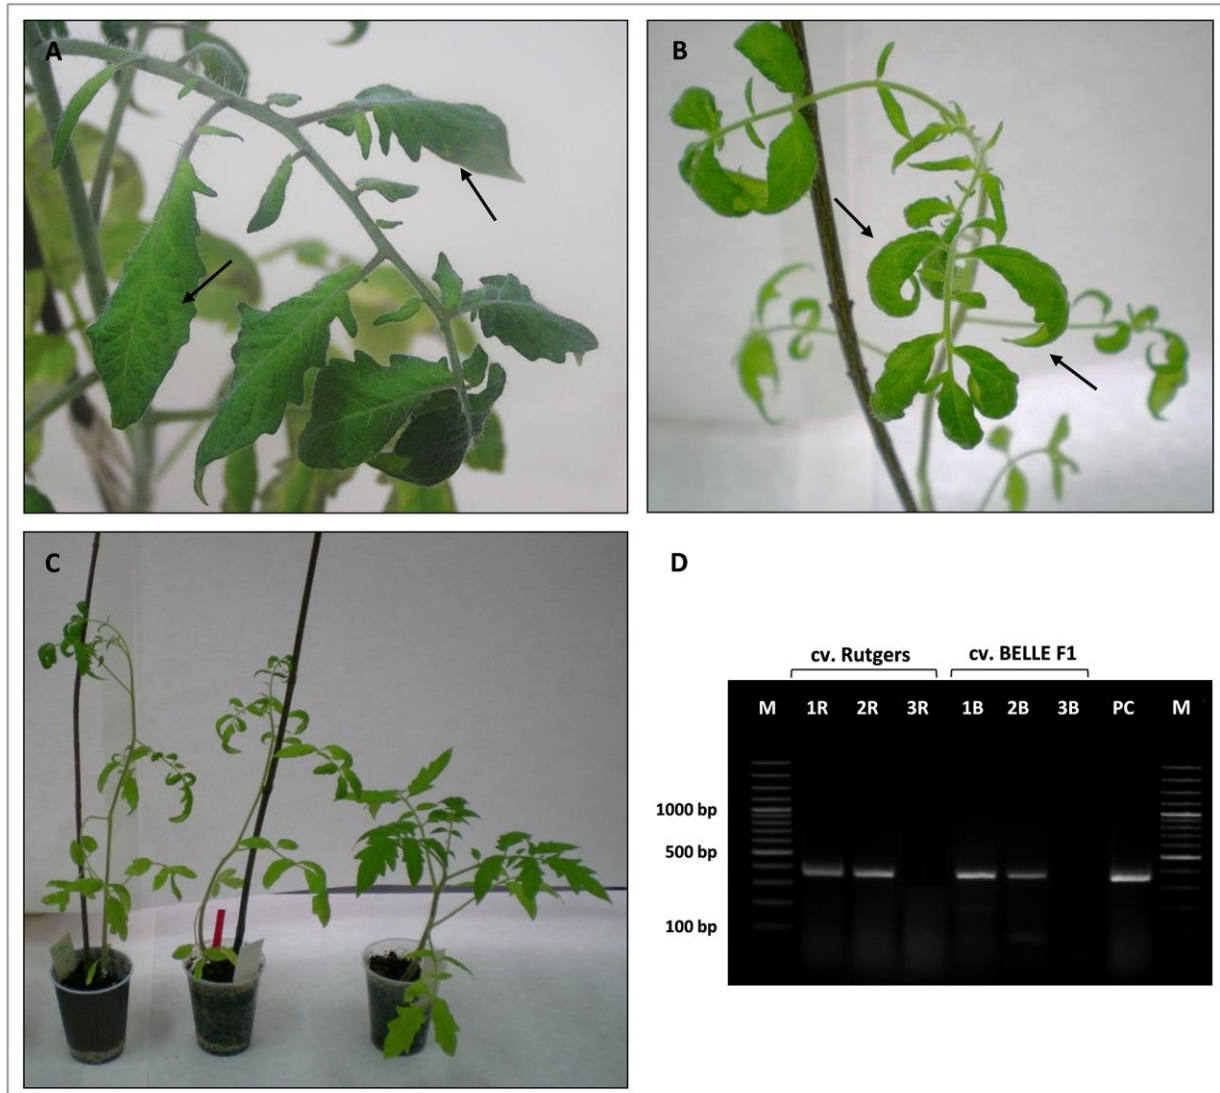 A
B
C
D
cv. Rutgers cv. BELLE F1
M 1R 2R 3R 1B 2B 3B PC M
1000 bp
500 bp
100 bp